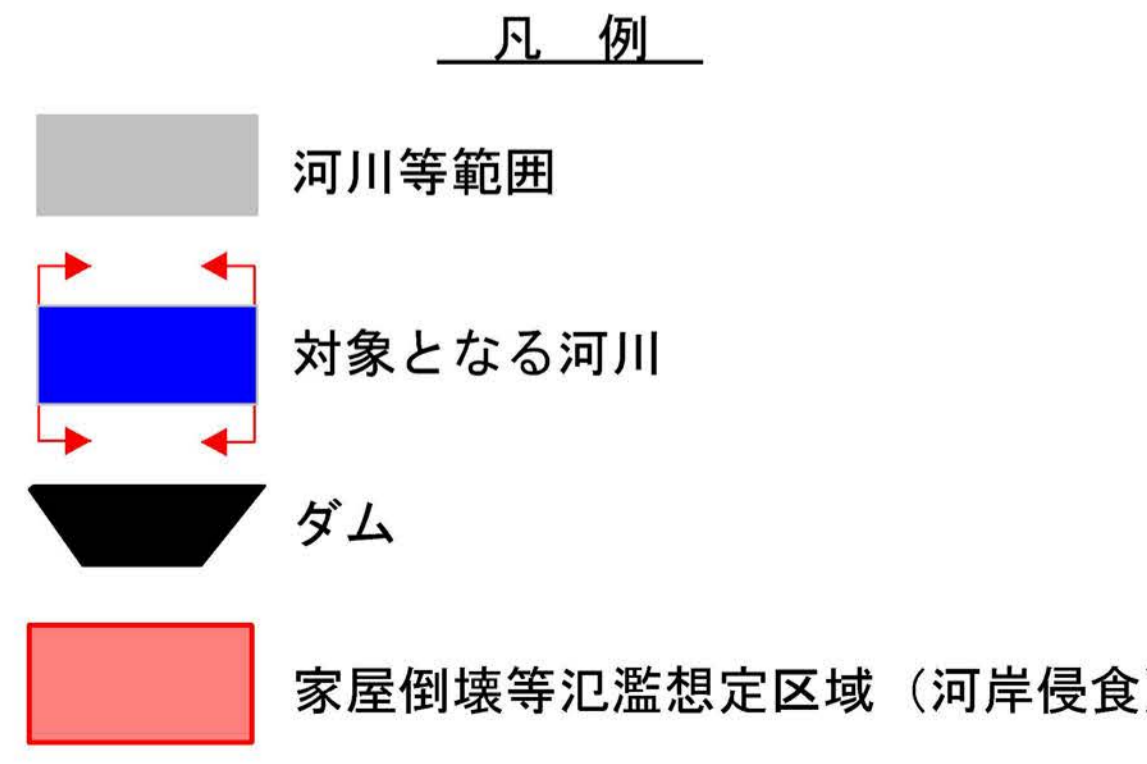 凡　例
河川等範囲
対象となる河川
ダム
家屋倒壊等氾濫想定区域（河岸侵食）